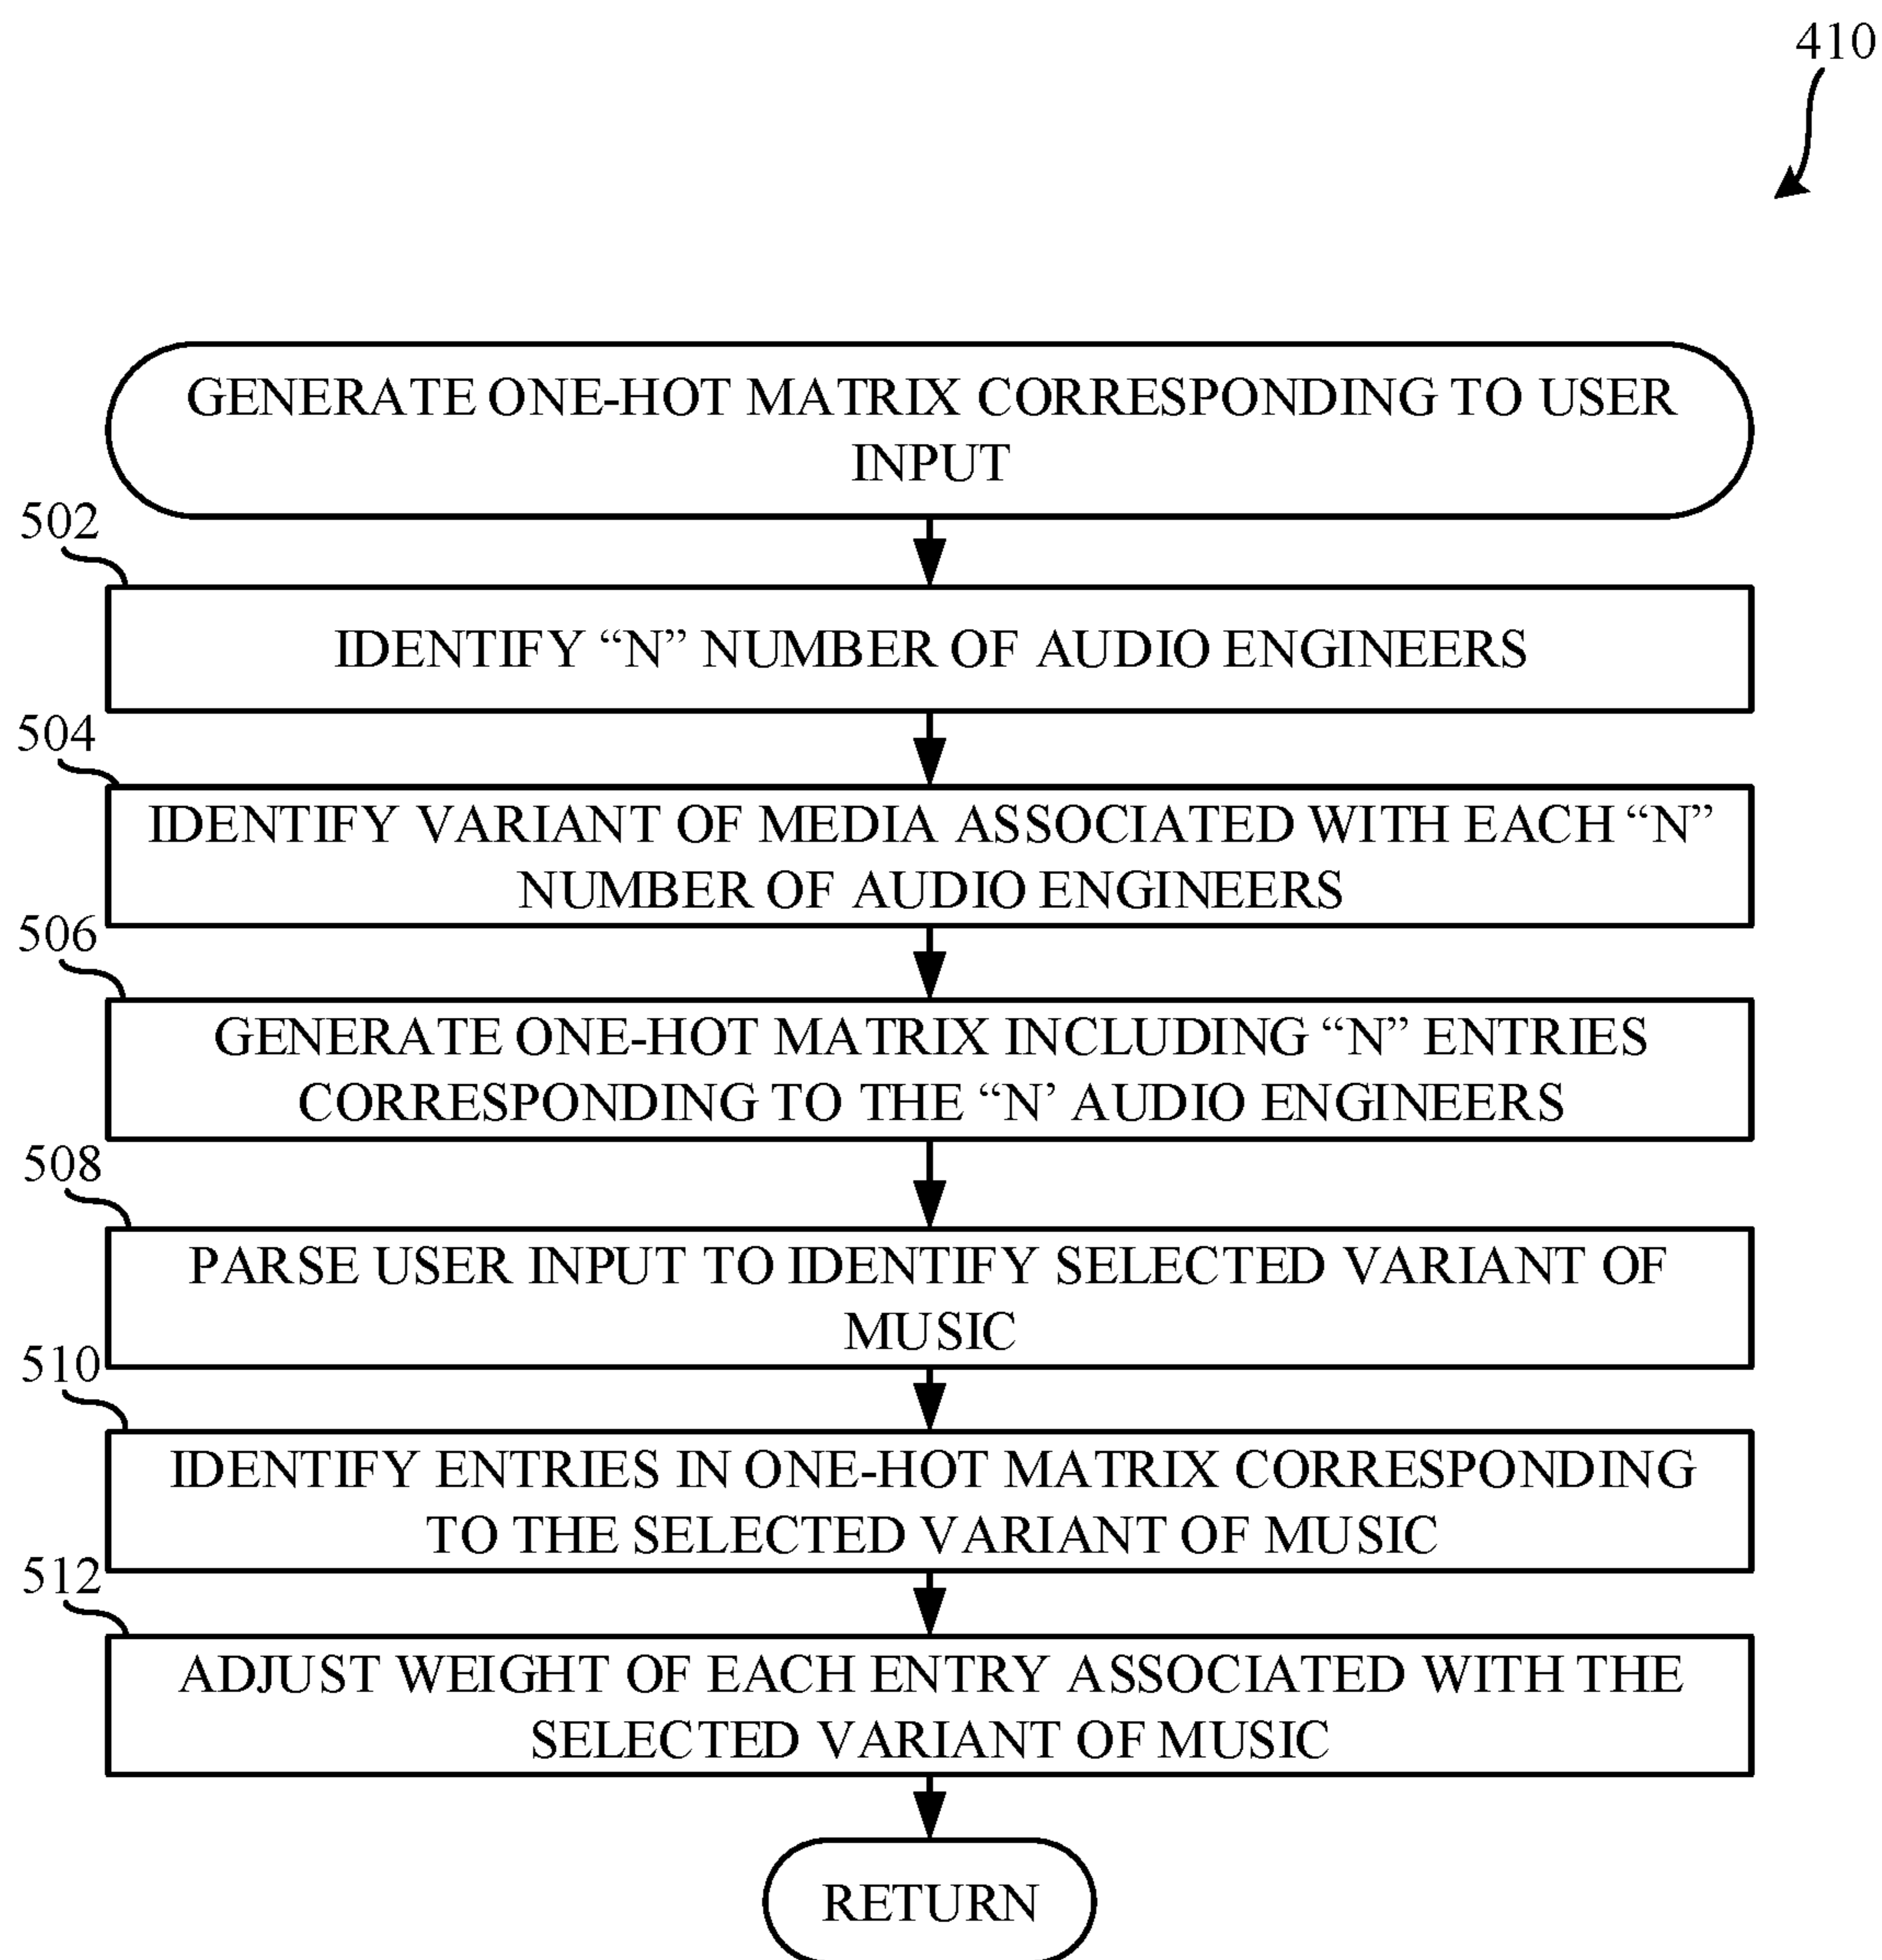 410
GENERATE ONE-HOT MATRIX CORRESPONDING TO USER
INPUT
502
IDENTIFY “N” NUMBER OF AUDIO ENGINEERS
504
IDENTIFY VARIANT OF MEDIA ASSOCIATED WITH EACH “N”
NUMBER OF AUDIO ENGINEERS
506
GENERATE ONE-HOT MATRIX INCLUDING “N” ENTRIES
CORRESPONDING TO THE “N’ AUDIO ENGINEERS
508
PARSE USER INPUT TO IDENTIFY SELECTED VARIANT OF
MUSIC
510
IDENTIFY ENTRIES IN ONE-HOT MATRIX CORRESPONDING
TO THE SELECTED VARIANT OF MUSIC
512
ADJUST WEIGHT OF EACH ENTRY ASSOCIATED WITH THE
SELECTED VARIANT OF MUSIC
RETURN